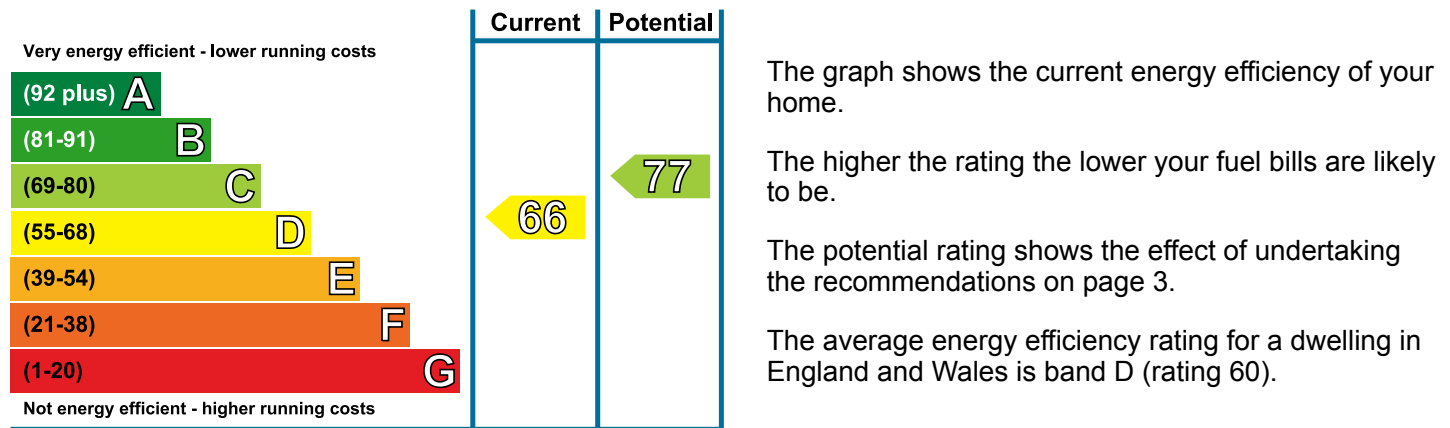 Current Potential
Very energy efficient - lower running costs
(92 plus) A
(81-91) B
(69-80) C
(55-68) D
(39-54) E
(21-38) F
(1-20) G
Not energy efficient - higher running costs
66
77
The graph shows the current energy efficiency of your
home.
The higher the rating the lower your fuel bills are likely
to be.
The potential rating shows the effect of undertaking
the recommendations on page 3.
The average energy efficiency rating for a dwelling in
England and Wales is band D (rating 60).